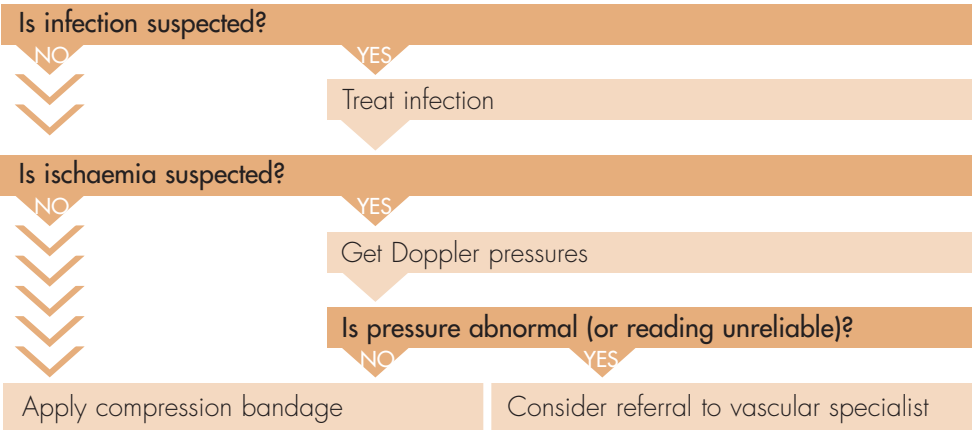 Is infection suspected?
NO YES
Treat infection
Is ischaemia suspected?
NO YES
Get Doppler pressures
Is pressure abnormal (or reading unreliable)?
NO YES
Apply compression bandage
Consider referral to vascular specialist